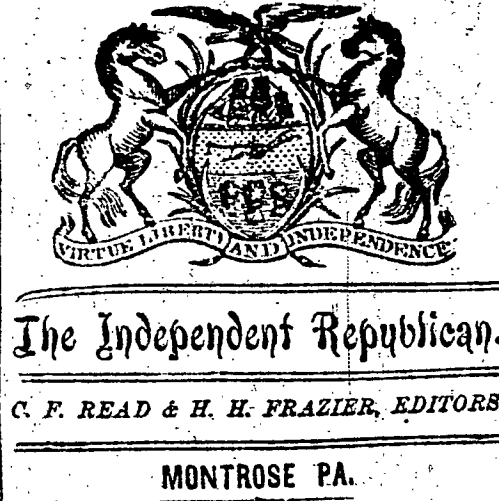 VIRTUE LIBERTY AND INDEPENDENCE
The Independent Republican.
C. F. READ & H. H. FRAZIER, EDITORS
MONTROSE PA.